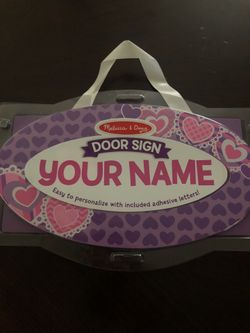 Melissa & Doug
DOOR SIGN
YOUR NAME
Easy to personalize with included adhesive letters!